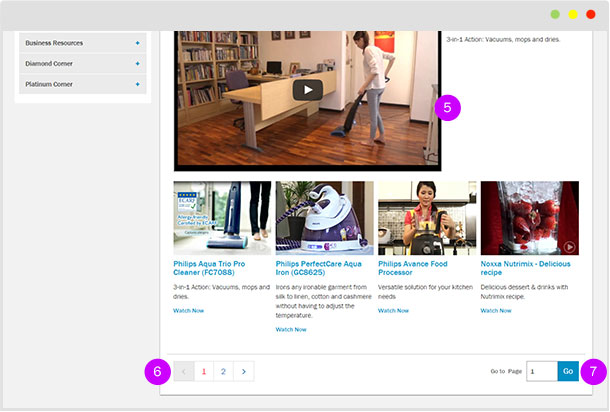 Business Resources +
Diamond Corner +
Platinum Corner +
3-in-1 Action: Vacuums, mops and dries.
5
ECARF
Allergy friendly
Certified by ECARF
Philips Aqua Trio Pro
Cleaner (FC7088)
3-in-1 Action: Vacuums, mops and
dries.
Watch Now
Philips PerfectCare Aqua
Iron (GC8625)
Irons any ironable garment from
silk to linen, cotton and cashmere
without having to adjust the
temperature.
Watch Now
Philips Avance Food
Processor
Versatile solution for your kitchen
needs
Watch Now
Noxxa Nutrimix - Delicious
recipe
Delicious dessert & drinks with
Nutrimix recipe.
Watch Now
6 < 1 2 > Go to Page 1 Go 7